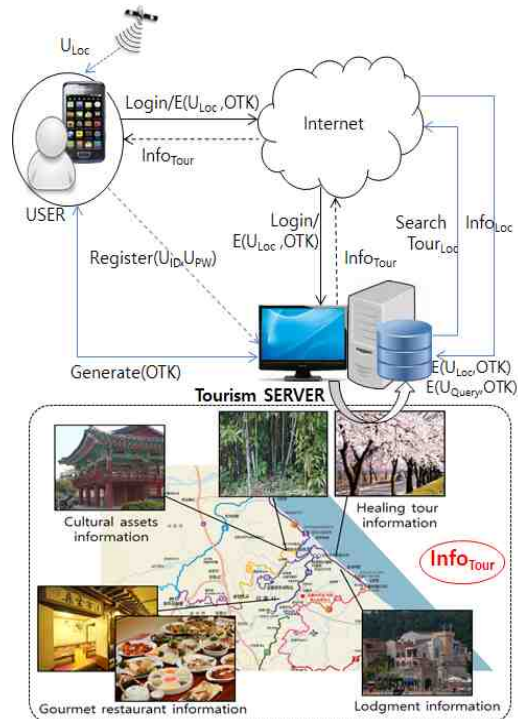 U_Loc
Login/E(U_Loc,OTK)
Internet
Info_Tour
USER
Login/
E(U_Loc,OTK)
Search
Tour_Loc
Info_Loc
Register(U_ID,U_PW)
Info_Tour
Generate(OTK)
E(U_Loc,OTK)
E(U_Query,OTK)
Tourism SERVER
Cultural assets
information
Healing tour
information
Info_Tour
Gourmet restaurant information
Lodgment information